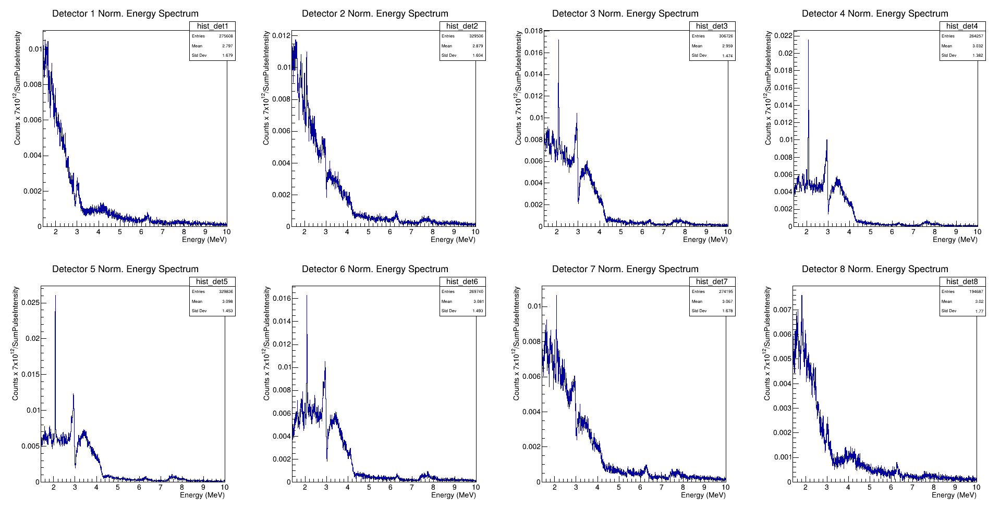 Detector 1 Norm. Energy Spectrum
hist_det1
Entries 275608
Mean 2.797
Std Dev 1.679
Counts x 7x10^12/SumPulseIntensity
0.01
0.008
0.006
0.004
0.002
0
2 3 4 5 6 7 8 9 10
Energy (MeV)
Detector 2 Norm. Energy Spectrum
hist_det2
Entries 329506
Mean 2.879
Std Dev 1.604
Counts x 7x10^12/SumPulseIntensity
0.012
0.01
0.008
0.006
0.004
0.002
0
2 3 4 5 6 7 8 9 10
Energy (MeV)
Detector 3 Norm. Energy Spectrum
hist_det3
Entries 306726
Mean 2.959
Std Dev 1.474
Counts x 7x10^12/SumPulseIntensity
0.018
0.016
0.014
0.012
0.01
0.008
0.006
0.004
0.002
0
2 3 4 5 6 7 8 9 10
Energy (MeV)
Detector 4 Norm. Energy Spectrum
hist_det4
Entries 264257
Mean 3.032
Std Dev 1.382
Counts x 7x10^12/SumPulseIntensity
0.022
0.02
0.018
0.016
0.014
0.012
0.01
0.008
0.006
0.004
0.002
0
2 3 4 5 6 7 8 9 10
Energy (MeV)
Detector 5 Norm. Energy Spectrum
hist_det5
Entries 329836
Mean 3.098
Std Dev 1.453
Counts x 7x10^12/SumPulseIntensity
0.025
0.02
0.015
0.01
0.005
0
2 3 4 5 6 7 8 9 10
Energy (MeV)
Detector 6 Norm. Energy Spectrum
hist_det6
Entries 269740
Mean 3.081
Std Dev 1.493
Counts x 7x10^12/SumPulseIntensity
0.016
0.014
0.012
0.01
0.008
0.006
0.004
0.002
0
2 3 4 5 6 7 8 9 10
Energy (MeV)
Detector 7 Norm. Energy Spectrum
hist_det7
Entries 274195
Mean 3.067
Std Dev 1.678
Counts x 7x10^12/SumPulseIntensity
0.01
0.008
0.006
0.004
0.002
0
2 3 4 5 6 7 8 9 10
Energy (MeV)
Detector 8 Norm. Energy Spectrum
hist_det8
Entries 194687
Mean 3.02
Std Dev 1.77
Counts x 7x10^12/SumPulseIntensity
0.007
0.006
0.005
0.004
0.003
0.002
0.001
0
2 3 4 5 6 7 8 9 10
Energy (MeV)